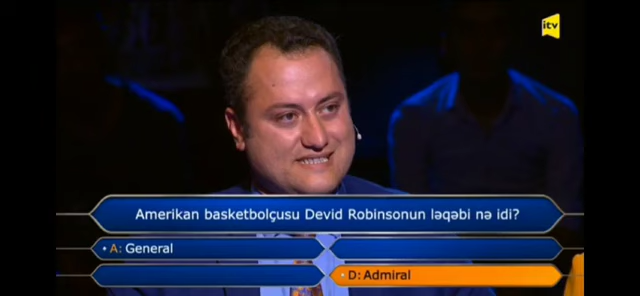 itv
Amerikan basketbolçusu Devid Robinsonun ləqəbi nə idi?
• A: General
• D: Admiral